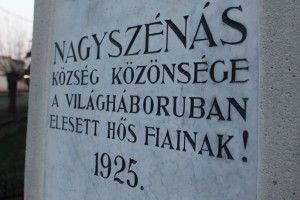 NAGYSZÉNÁS
KÖZSÉG KÖZÖNSÉGE
A VILÁGHÁBORUBAN
ELESETT HŐS FIAINAK!
1925.